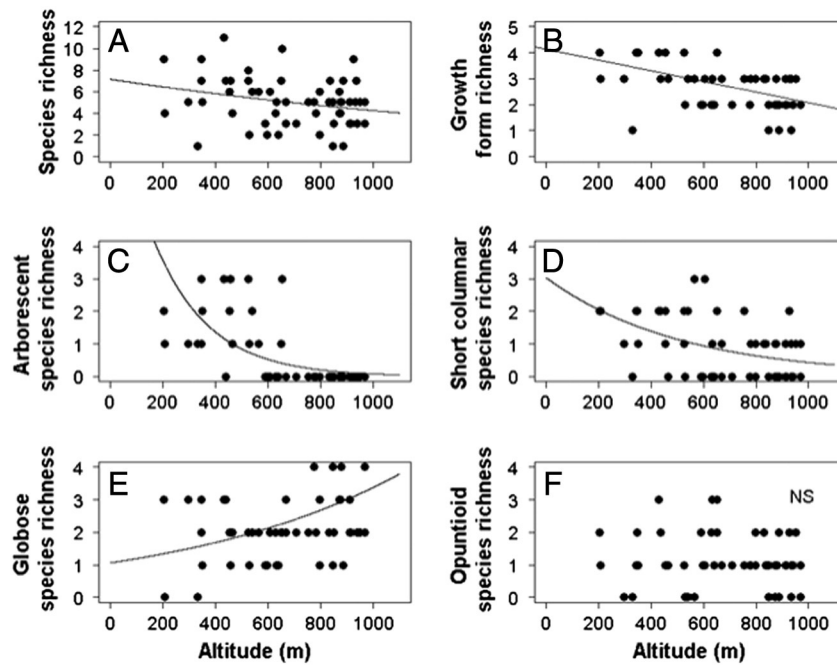 A
Species richness
12
10
8
6
4
2
0
0 200 400 600 800 1000
B
Growth
form richness
5
4
3
2
1
0
0 200 400 600 800 1000
C
Arborescent
species richness
4
3
2
1
0
0 200 400 600 800 1000
D
Short columnar
species richness
4
3
2
1
0
0 200 400 600 800 1000
E
Globose
species richness
4
3
2
1
0
0 200 400 600 800 1000
Altitude (m)
F
NS
Opuntioid
species richness
4
3
2
1
0
0 200 400 600 800 1000
Altitude (m)